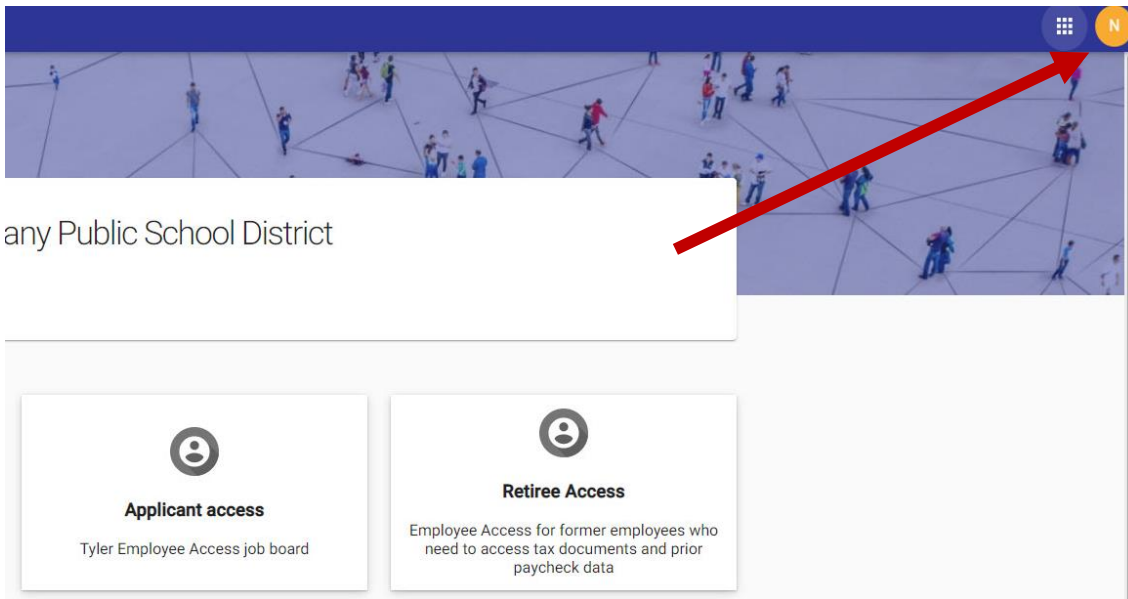 N
any Public School District
Applicant access
Tyler Employee Access job board
Retiree Access
Employee Access for former employees who
need to access tax documents and prior
paycheck data